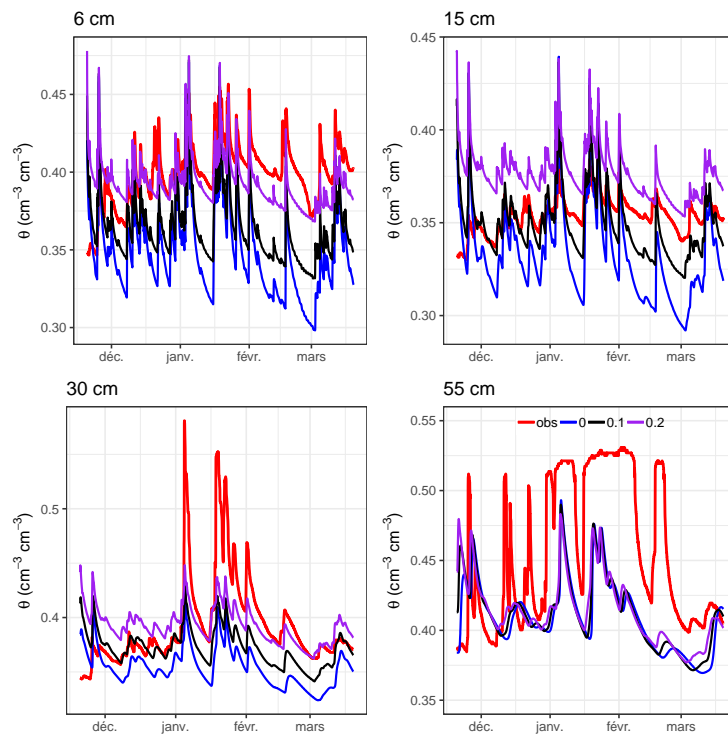 6 cm
15 cm
θ (cm⁻³ cm⁻³)
0.45
0.40
0.35
0.30
déc.
janv.
févr.
mars
θ (cm⁻³ cm⁻³)
0.45
0.40
0.35
0.30
déc.
janv.
févr.
mars
30 cm
55 cm
θ (cm⁻³ cm⁻³)
0.5
0.4
déc.
janv.
févr.
mars
θ (cm⁻³ cm⁻³)
0.55
0.50
0.45
0.40
0.35
obs 0 0.1 0.2
déc.
janv.
févr.
mars